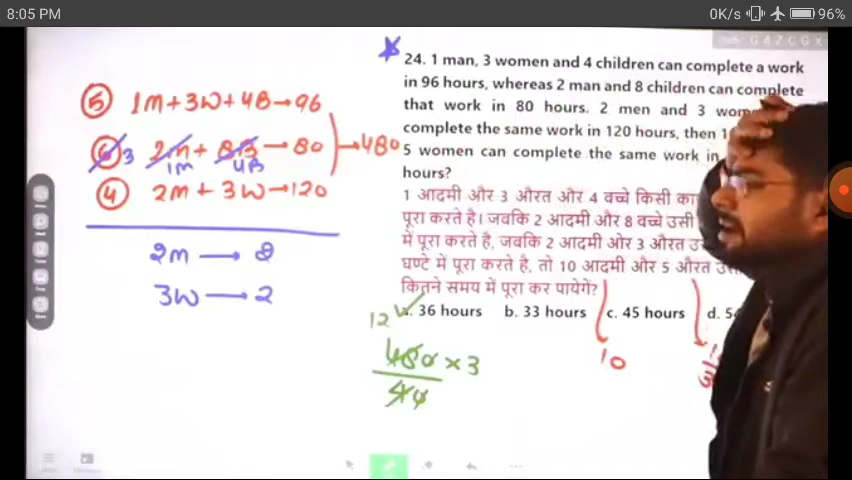 8:05 PM
0K/s 96%
24. 1 man, 3 women and 4 children can complete a work
in 96 hours, whereas 2 man and 8 children can complete
that work in 80 hours. 2 men and 3
complete the same work in 120 hours, then
5 women can complete the same work in
hours?
1 आदमी और 3 औरत और 4 बच्चे किसी
पूरा करते है। जबकि 2 आदमी और 8 बच्चे उसी
में पूरा करते है, जबकि 2 आदमी ओर 3 औरत
घण्टे में पूरा करते है, तो 10 आदमी और 5 औरत
कितने समय में पूरा कर पायेगें?
a. 36 hours b. 33 hours c. 45 hours d.
5 1M+3W+4B→96
6 3 2M+8B→80 →480
1M 4B
4 2M+3W→120
2M → 8
3W → 2
12
480 × 3
40
10